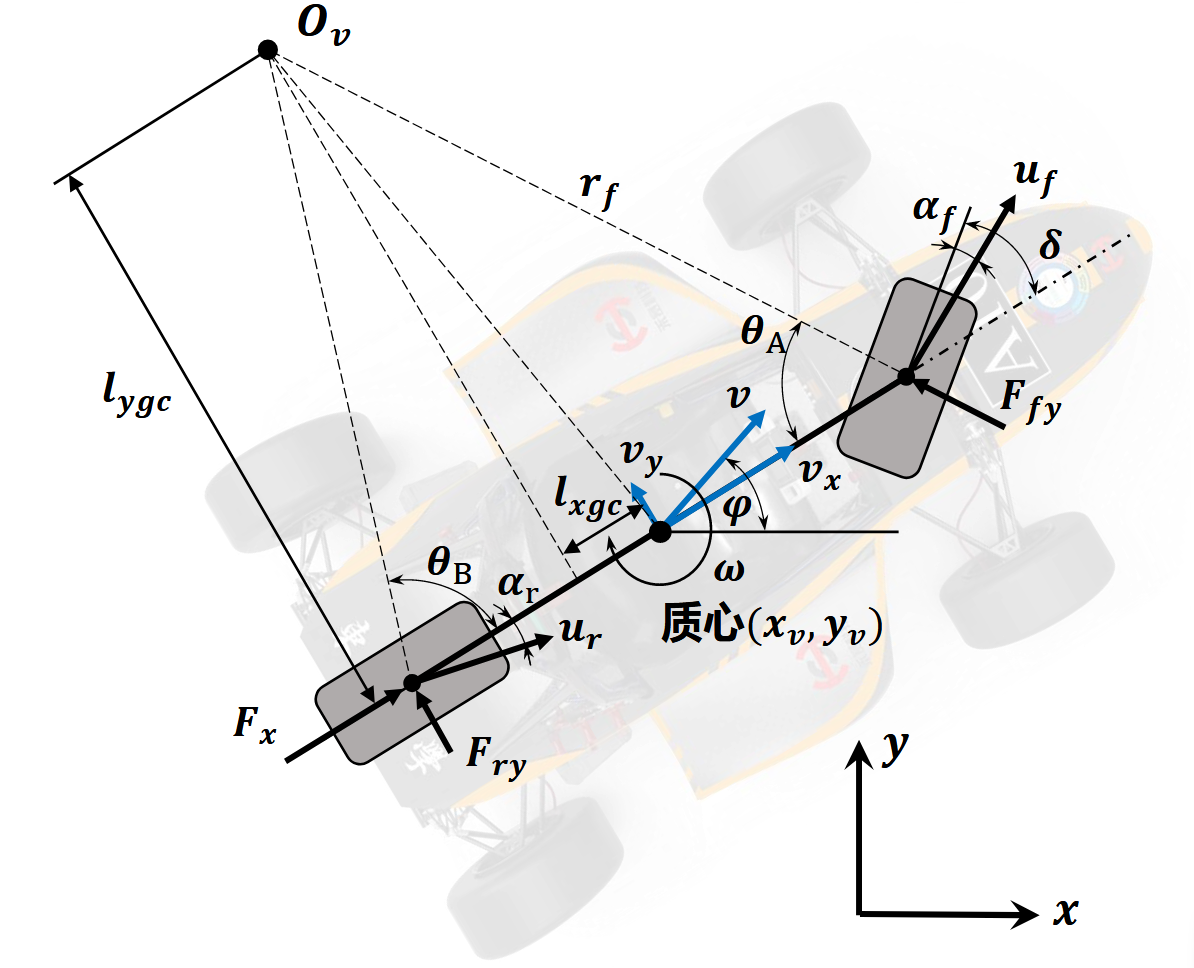 O_v
r_f
u_f
α_f
δ
θ_A
l_ygc
v
F_fy
v_y
v_x
l_xgc
φ
θ_B
α_r
ω
u_r
质心(x_v, y_v)
F_x
F_ry
y
x